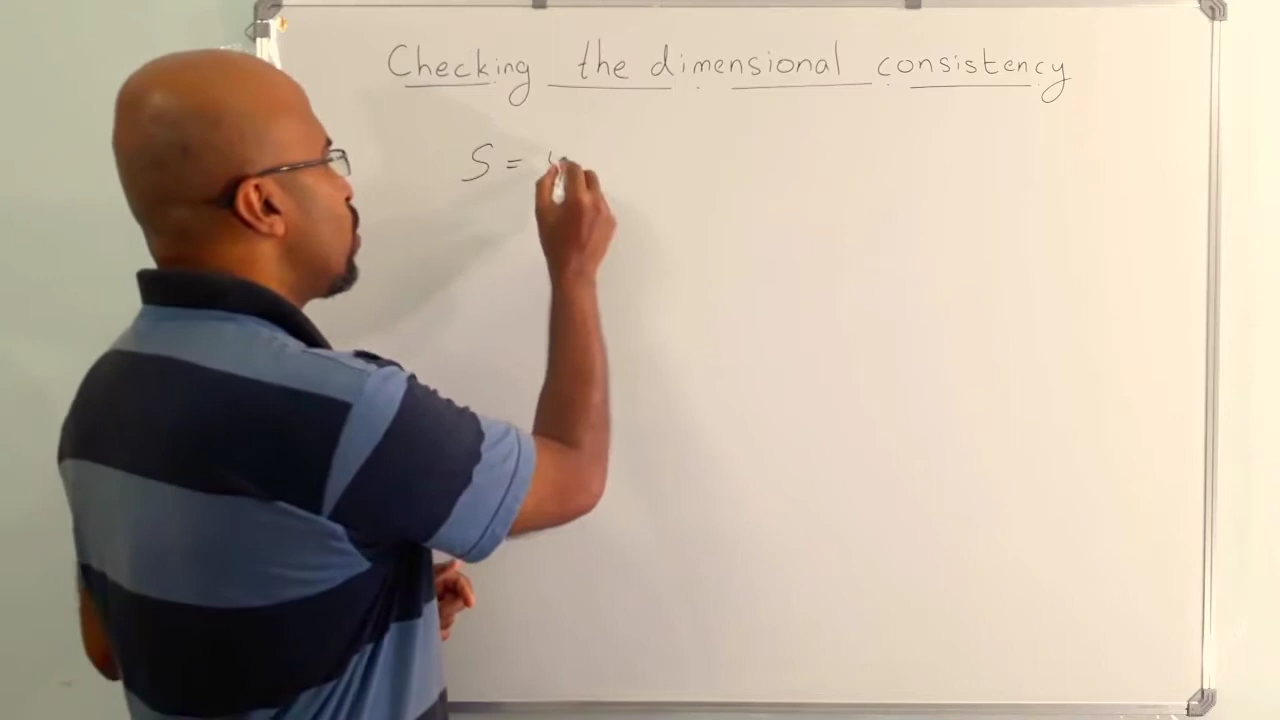 Checking the dimensional consistency
S =